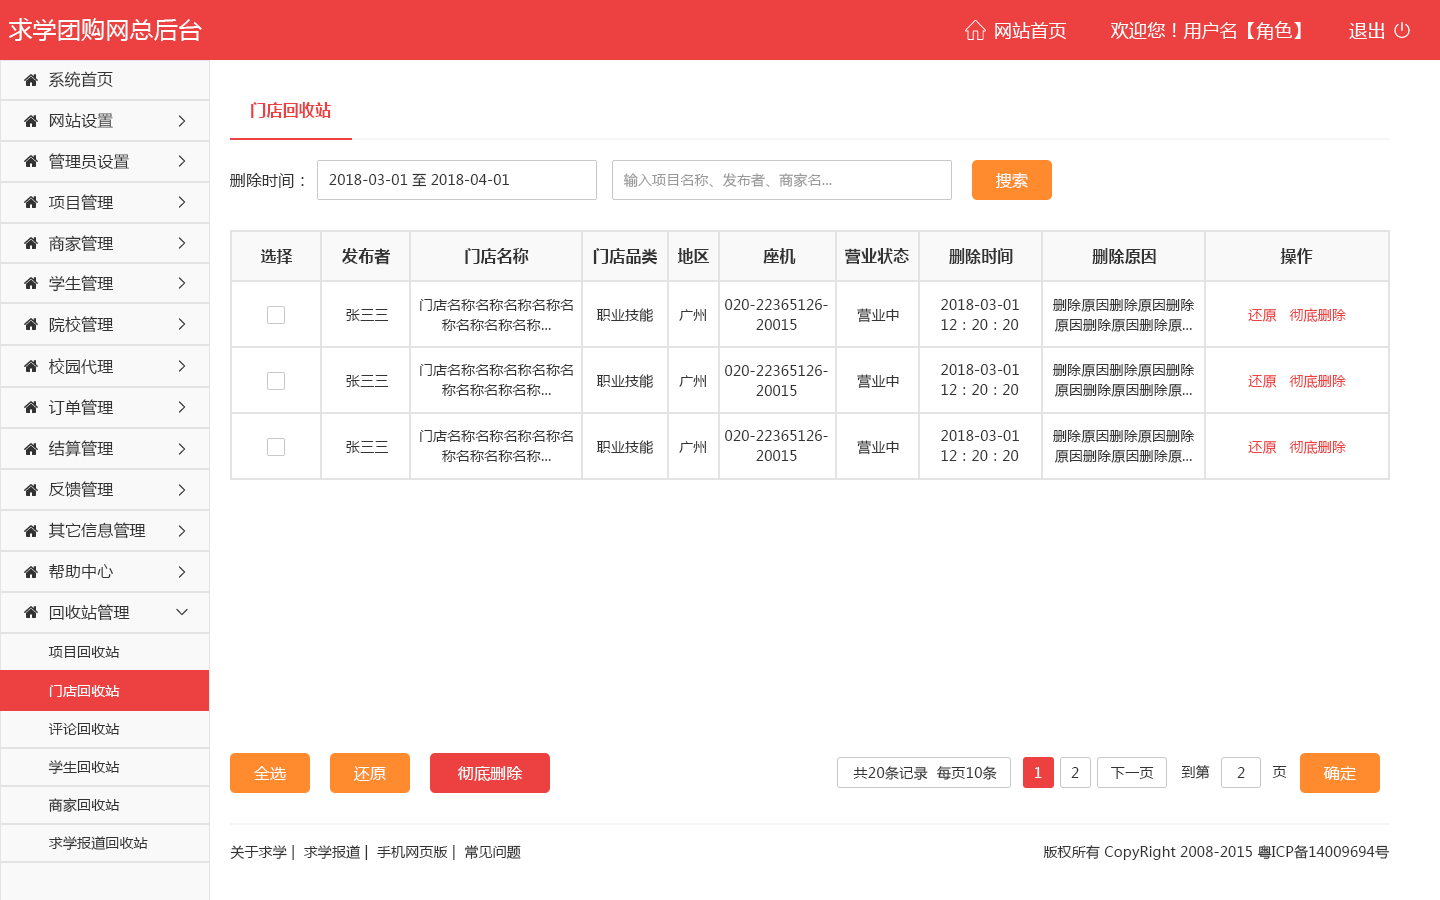 求学团购网总后台
网站首页 欢迎您！用户名【角色】 退出
系统首页
网站设置
管理员设置
项目管理
商家管理
学生管理
院校管理
校园代理
订单管理
结算管理
反馈管理
其它信息管理
帮助中心
回收站管理
项目回收站
门店回收站
评论回收站
学生回收站
商家回收站
求学报道回收站
门店回收站
删除时间： 2018-03-01 至 2018-04-01 输入项目名称、发布者、商家名... 搜索
选择 发布者 门店名称 门店品类 地区 座机 营业状态 删除时间 删除原因 操作
张三三 门店名称名称名称名称名称名称名称名称... 职业技能 广州 020-22365126-20015 营业中 2018-03-01 12：20：20 删除原因删除原因删除原因删除原因删除原... 还原 彻底删除
张三三 门店名称名称名称名称名称名称名称名称... 职业技能 广州 020-22365126-20015 营业中 2018-03-01 12：20：20 删除原因删除原因删除原因删除原因删除原... 还原 彻底删除
张三三 门店名称名称名称名称名称名称名称名称... 职业技能 广州 020-22365126-20015 营业中 2018-03-01 12：20：20 删除原因删除原因删除原因删除原因删除原... 还原 彻底删除
全选 还原 彻底删除 共20条记录 每页10条 1 2 下一页 到第 2 页 确定
关于求学 | 求学报道 | 手机网页版 | 常见问题
版权所有 CopyRight 2008-2015 粤ICP备14009694号